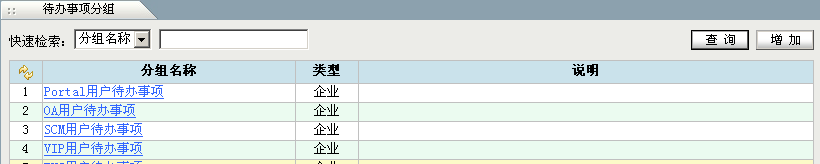 待办事项分组
快速检索: 分组名称 查 询 增 加
分组名称 类型 说明
1 Portal用户待办事项 企业
2 OA用户待办事项 企业
3 SCM用户待办事项 企业
4 VIP用户待办事项 企业